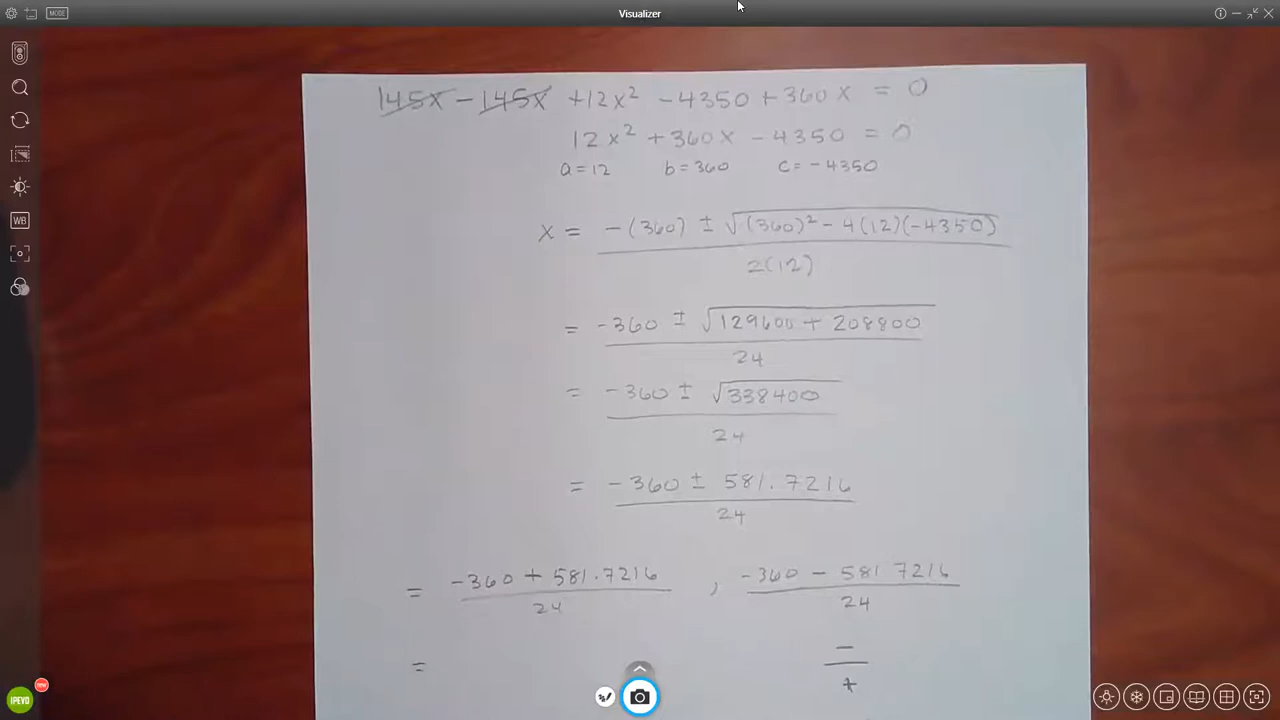 MODE
Visualizer
145x - 145x + 12x² - 4350 + 360x = 0
12x² + 360x - 4350 = 0
a = 12 b = 360 c = -4350
x = -(360) ± √(360)² - 4(12)(-4350)
2(12)
= -360 ± √129600 + 208800
24
= -360 ± √338400
24
= -360 ± 581.7216
24
= -360 + 581.7216 , -360 - 581 7216
24 24
= -
+
WB
IPEVO